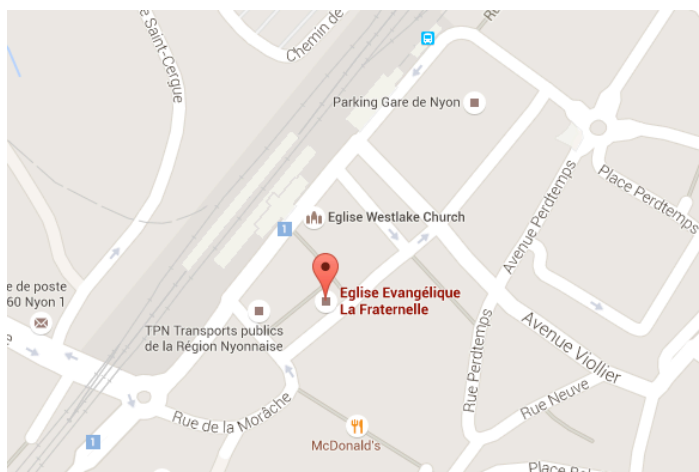 Saint-Cergue
Chemin de
Parking Gare de Nyon
Place Perdtemps
Avenue Perdtemps
Eglise Westlake Church
1
Eglise Evangélique
La Fraternelle
e de poste
60 Nyon 1
TPN Transports publics
de la Région Nyonnaise
Avenue Viollier
Rue Perdtemps
Rue Neuve
Rue de la Morâche
1
McDonald's